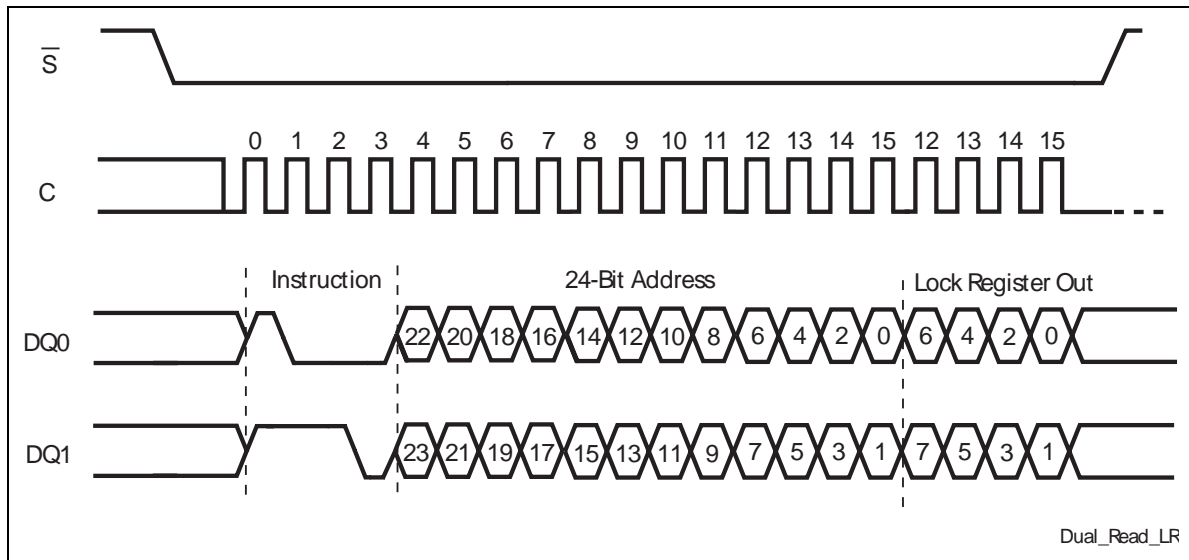 S
0 1 2 3 4 5 6 7 8 9 10 11 12 13 14 15 12 13 14 15
C
Instruction 24-Bit Address Lock Register Out
DQ0 22 20 18 16 14 12 10 8 6 4 2 0 6 4 2 0
DQ1 23 21 19 17 15 13 11 9 7 5 3 1 7 5 3 1
Dual_Read_LR